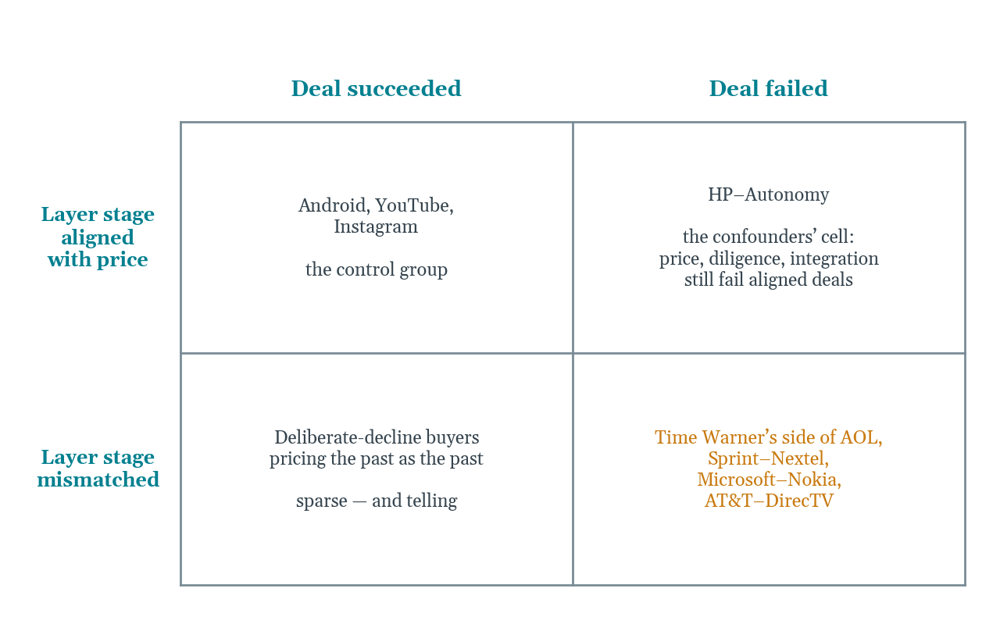 Deal succeeded
Deal failed
Layer stage
aligned
with price
Android, YouTube,
Instagram
the control group
HP–Autonomy
the confounders’ cell:
price, diligence, integration
still fail aligned deals
Layer stage
mismatched
Deliberate-decline buyers
pricing the past as the past
sparse — and telling
Time Warner’s side of AOL,
Sprint–Nextel,
Microsoft–Nokia,
AT&T–DirecTV